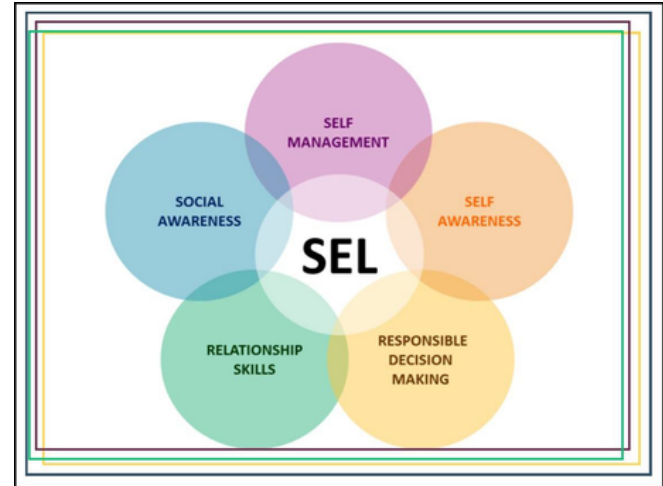 SELF
MANAGEMENT
SOCIAL
AWARENESS
SELF
AWARENESS
SEL
RELATIONSHIP
SKILLS
RESPONSIBLE
DECISION
MAKING